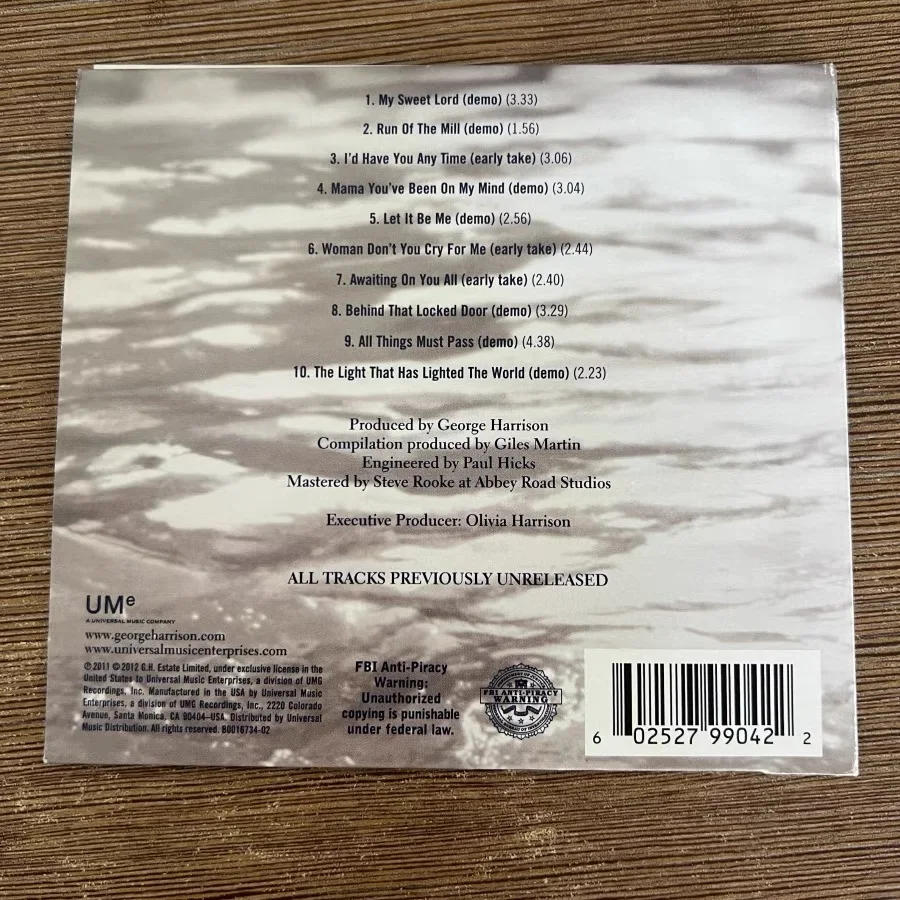 1. My Sweet Lord (demo) (3.33)
2. Run Of The Mill (demo) (1.56)
3. I'd Have You Any Time (early take) (3.06)
4. Mama You've Been On My Mind (demo) (3.04)
5. Let It Be Me (demo) (2.56)
6. Woman Don't You Cry For Me (early take) (2.44)
7. Awaiting On You All (early take) (2.40)
8. Behind That Locked Door (demo) (3.29)
9. All Things Must Pass (demo) (4.38)
10. The Light That Has Lighted The World (demo) (2.23)
Produced by George Harrison
Compilation produced by Giles Martin
Engineered by Paul Hicks
Mastered by Steve Rooke at Abbey Road Studios
Executive Producer: Olivia Harrison
ALL TRACKS PREVIOUSLY UNRELEASED
UMe
A UNIVERSAL MUSIC COMPANY
www.georgeharrison.com
www.universalmusicenterprises.com
℗ 2011 © 2012 G.H. Estate Limited, under exclusive license in the
United States to Universal Music Enterprises, a division of UMG
Recordings, Inc. Manufactured in the USA by Universal Music
Enterprises, a division of UMG Recordings, Inc., 2220 Colorado
Avenue, Santa Monica, CA 90404–USA. Distributed by Universal
Music Distribution. All rights reserved. B0016734-02
FBI Anti-Piracy
Warning:
Unauthorized
copying is punishable
under federal law.
FBI ANTI-PIRACY
WARNING
6 02527 99042 2